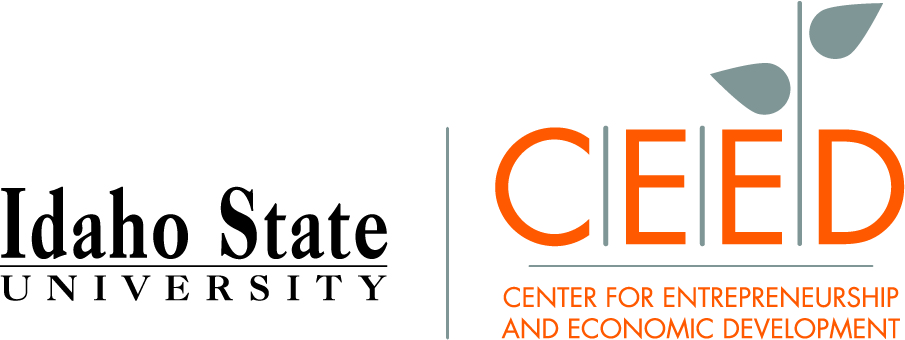 Idaho State
UNIVERSITY
CEED
CENTER FOR ENTREPRENEURSHIP
AND ECONOMIC DEVELOPMENT